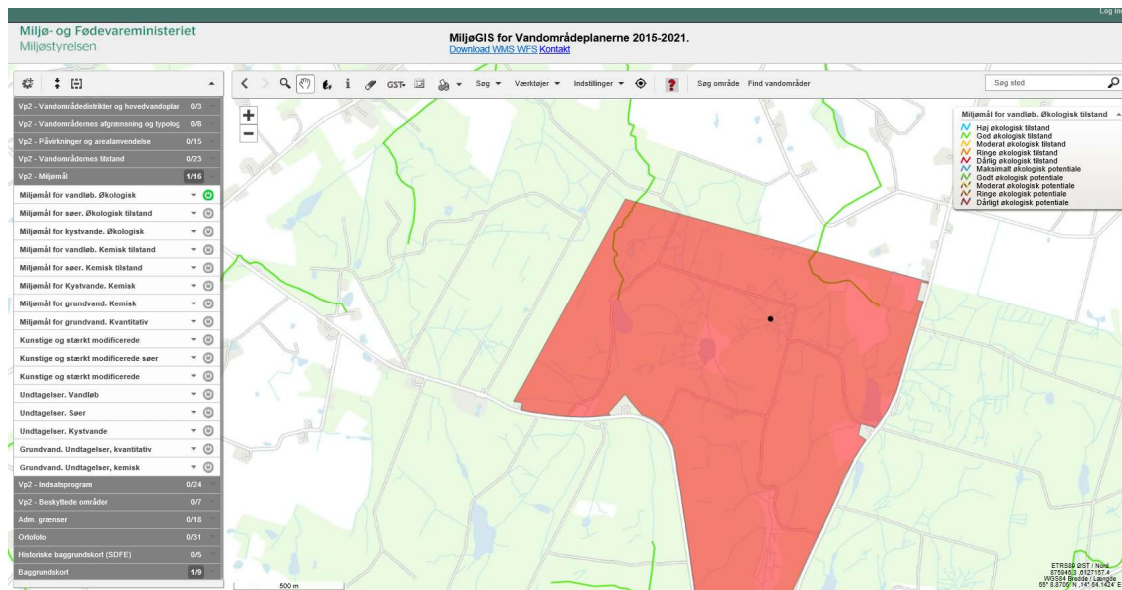 Log ind
Miljø- og Fødevareministeriet
Miljøstyrelsen
MiljøGIS for Vandområdeplanerne 2015-2021.
Download WMS WFS Kontakt
GST
Søg
Værktøjer
Indstillinger
Søg område
Find vandområder
Søg sted
Vp2 - Vandområdedistrikter og hovedvandoplar 0/3
Vp2 - Vandområdernes afgrænsning og typolog 0/8
Vp2 - Påvirkninger og arealanvendelse 0/15
Vp2 - Vandområdernes tilstand 0/23
Vp2 - Miljømål 1/16
Miljømål for vandløb. Økologisk
Miljømål for søer. Økologisk tilstand
Miljømål for kystvande. Økologisk
Miljømål for vandløb. Kemisk tilstand
Miljømål for søer. Kemisk tilstand
Miljømål for Kystvande. Kemisk
Miljømål for grundvand. Kemisk
Miljømål for grundvand. Kvantitativ
Kunstige og stærkt modificerede
Kunstige og stærkt modificerede søer
Kunstige og stærkt modificerede
Undtagelser. Vandløb
Undtagelser. Søer
Undtagelser. Kystvande
Grundvand. Undtagelser, kvantitativ
Grundvand. Undtagelser, kemisk
Vp2 - Indsatsprogram 0/24
Vp2 - Beskyttede områder 0/7
Adm. grænser 0/18
Ortofoto 0/31
Historiske baggrundskort (SDFE) 0/5
Baggrundskort 1/9
Miljømål for vandløb. Økologisk tilstand
Høj økologisk tilstand
God økologisk tilstand
Moderat økologisk tilstand
Ringe økologisk tilstand
Dårlig økologisk tilstand
Maksimalt økologisk potentiale
Godt økologisk potentiale
Moderat økologisk potentiale
Ringe økologisk potentiale
Dårligt økologisk potentiale
500 m
ETRS89 ØST / Nord
WGS84 Bredde / Længde